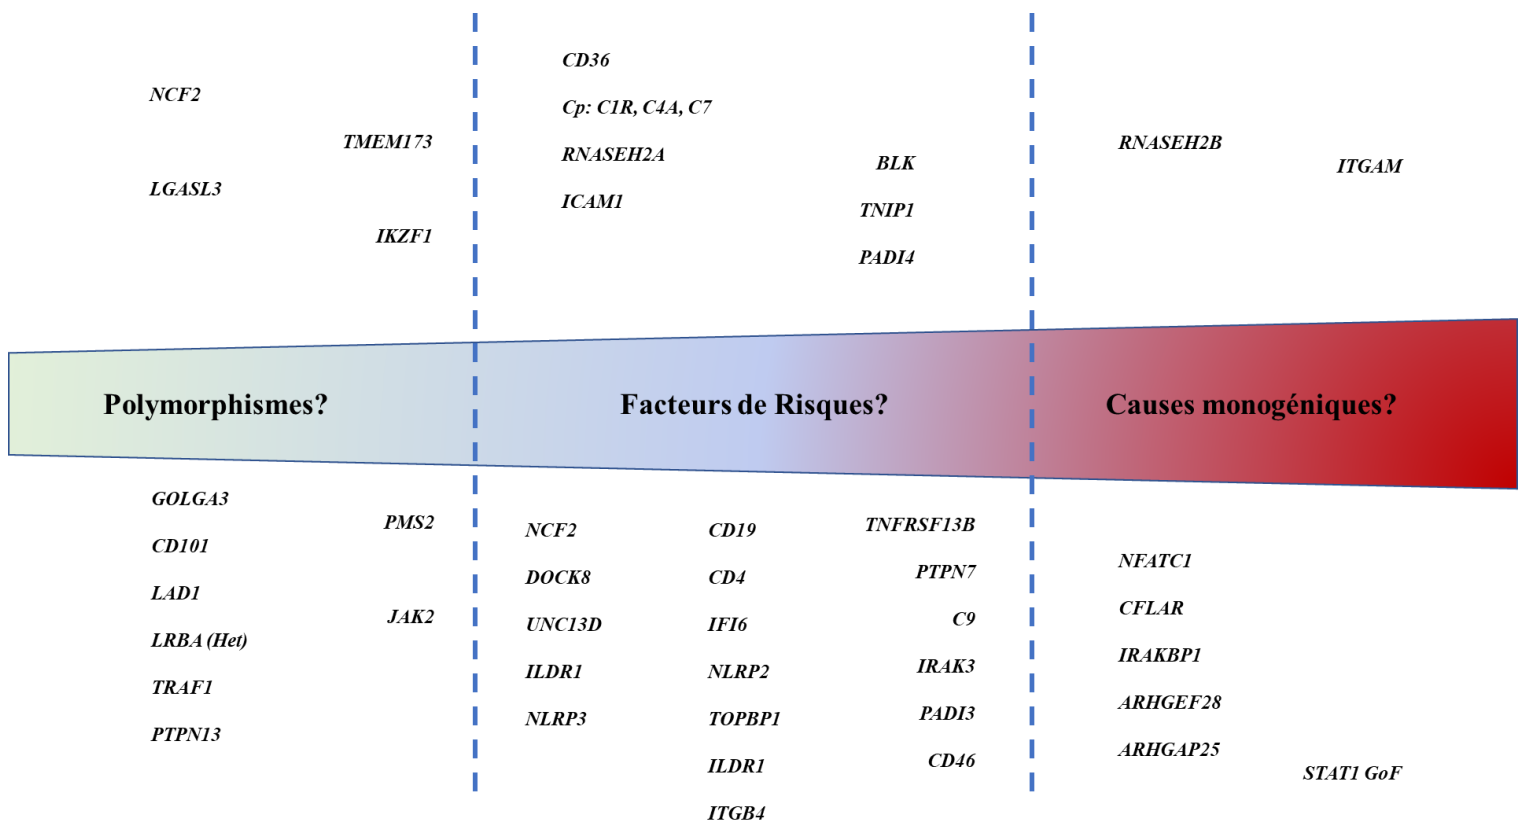 NCF2
TMEM173
LGASL3
IKZF1
CD36
Cp: C1R, C4A, C7
RNASEH2A
ICAM1
BLK
TNIP1
PADI4
RNASEH2B
ITGAM
Polymorphismes?
Facteurs de Risques?
Causes monogéniques?
GOLGA3
CD101
LAD1
LRBA (Het)
TRAF1
PTPN13
PMS2
JAK2
NCF2
DOCK8
UNC13D
ILDR1
NLRP3
CD19
CD4
IFI6
NLRP2
TOPBP1
ILDR1
ITGB4
TNFRSF13B
PTPN7
C9
IRAK3
PADI3
CD46
NFATC1
CFLAR
IRAKBP1
ARHGEF28
ARHGAP25
STAT1 GoF